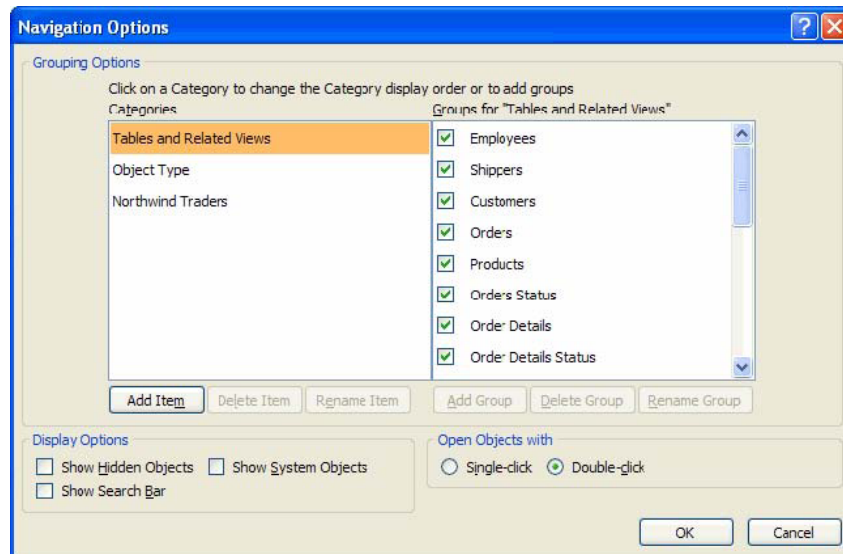 Navigation Options
Grouping Options
Click on a Category to change the Category display order or to add groups
Categories
Groups for "Tables and Related Views"
Tables and Related Views
Object Type
Northwind Traders
Employees
Shippers
Customers
Orders
Products
Orders Status
Order Details
Order Details Status
Add Item
Delete Item
Rename Item
Add Group
Delete Group
Rename Group
Display Options
Show Hidden Objects
Show System Objects
Show Search Bar
Open Objects with
Single-click
Double-click
OK
Cancel